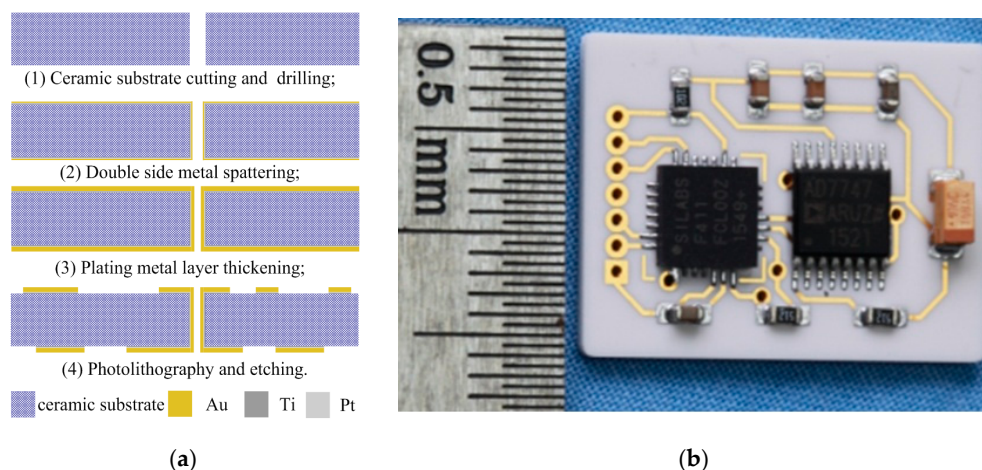 (1) Ceramic substrate cutting and drilling;
(2) Double side metal spattering;
(3) Plating metal layer thickening;
(4) Photolithography and etching.
ceramic substrate Au Ti Pt
(a)
0.5 mm
SILABS
F411
FCL00Z
1549+
AD7747
ARUZ#
1521
(b)